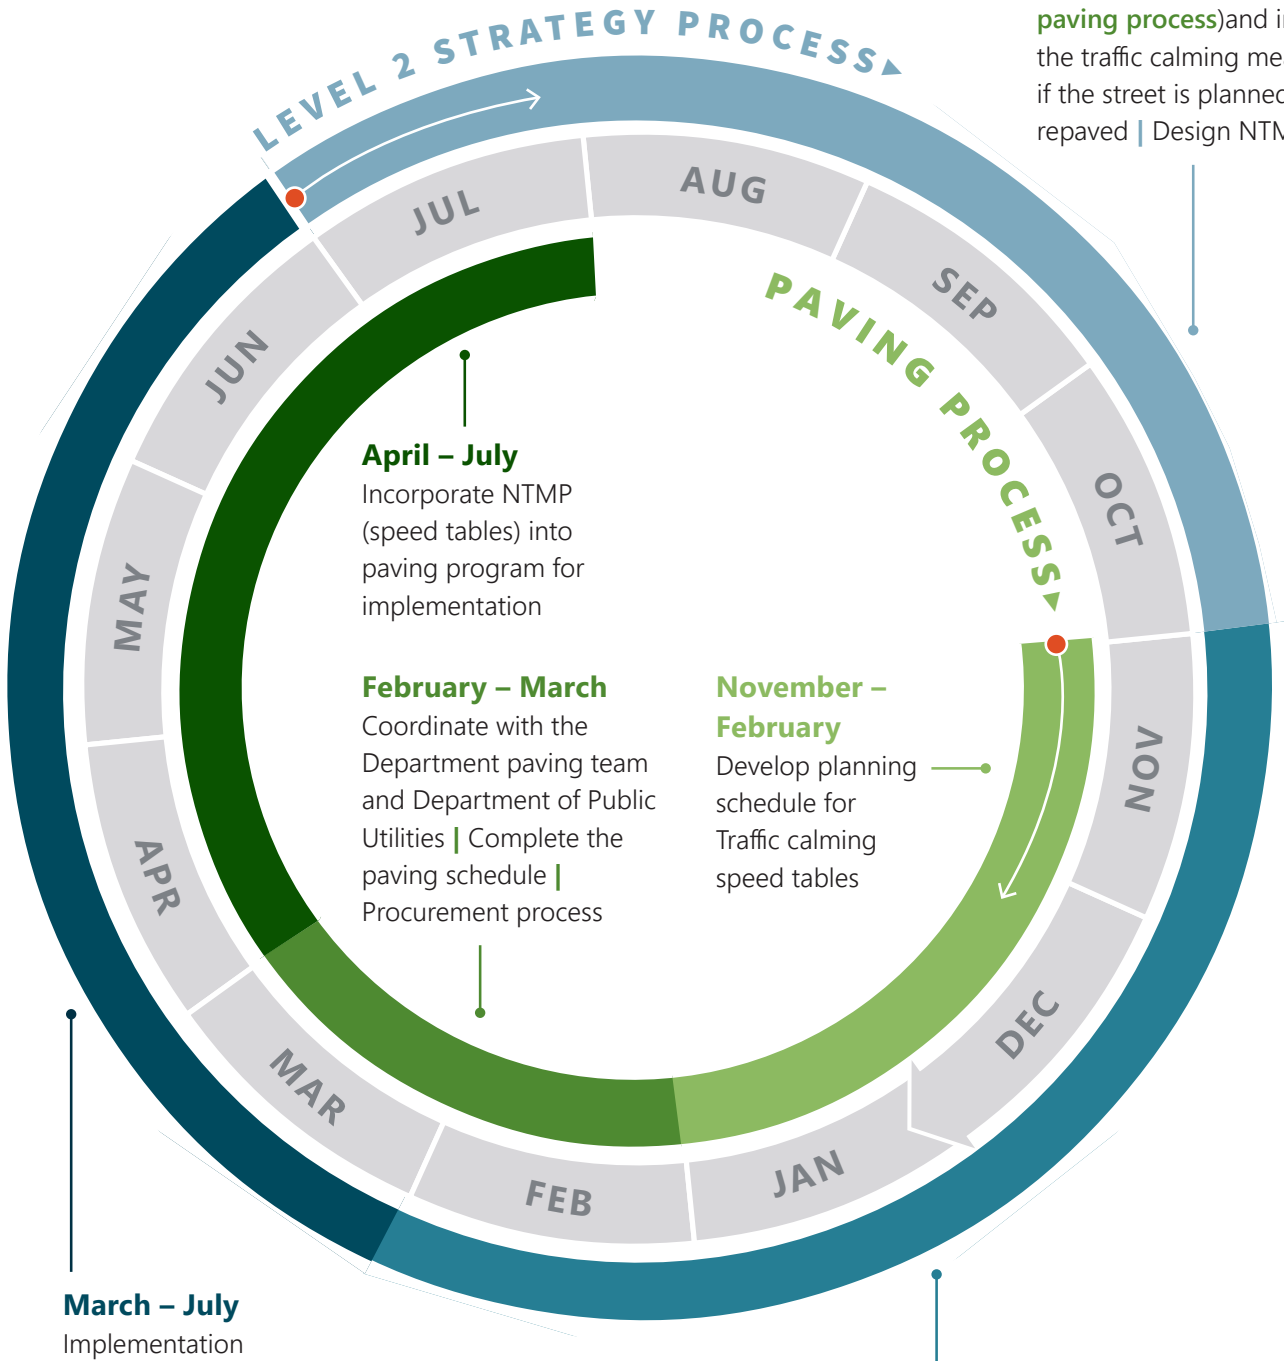 LEVEL 2 STRATEGY PROCESS
paving process)and
the traffic calming
if the street is planned
repaved | Design
JUL
AUG
SEP
OCT
NOV
DEC
JAN
FEB
MAR
APR
MAY
JUN
PAVING PROCESS
April – July
Incorporate NTMP
(speed tables) into
paving program for
implementation
February – March
Coordinate with the
Department paving team
and Department of Public
Utilities | Complete the
paving schedule |
Procurement process
November –
February
Develop planning
schedule for
Traffic calming
speed tables
March – July
Implementation